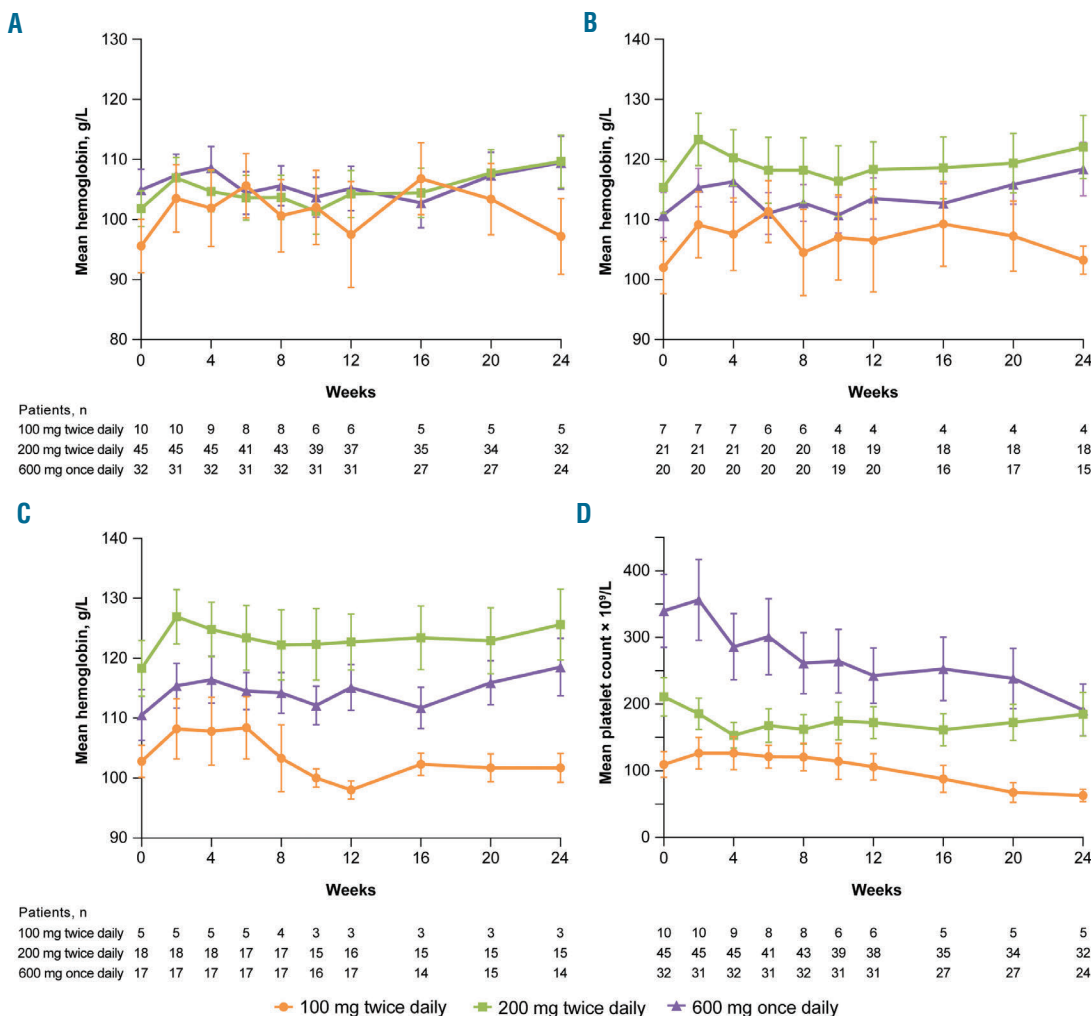 A
Mean hemoglobin, g/L
130
120
110
100
90
80
0 4 8 12 16 20 24
Weeks
B
Mean hemoglobin, g/L
140
130
120
110
100
90
0 4 8 12 16 20 24
Weeks
Patients, n
100 mg twice daily 10 10 9 8 8 6 6 5 5 5
200 mg twice daily 45 45 45 41 43 39 37 35 34 32
600 mg once daily 32 31 32 31 32 31 31 27 27 24
7 7 7 6 6 4 4 4 4 4
21 21 21 20 20 18 19 18 18 18
20 20 20 20 20 19 20 16 17 15
C
Mean hemoglobin, g/L
140
130
120
110
100
90
0 4 8 12 16 20 24
Weeks
D
Mean platelet count × 10⁹/L
400
300
200
100
0
0 4 8 12 16 20 24
Weeks
Patients, n
100 mg twice daily 5 5 5 5 4 3 3 3 3 3
200 mg twice daily 18 18 18 17 17 15 16 15 15 15
600 mg once daily 17 17 17 17 17 16 17 14 15 14
10 10 9 8 8 6 6 5 5 5
45 45 45 41 43 39 38 35 34 32
32 31 32 31 32 31 31 27 27 24
100 mg twice daily 200 mg twice daily 600 mg once daily